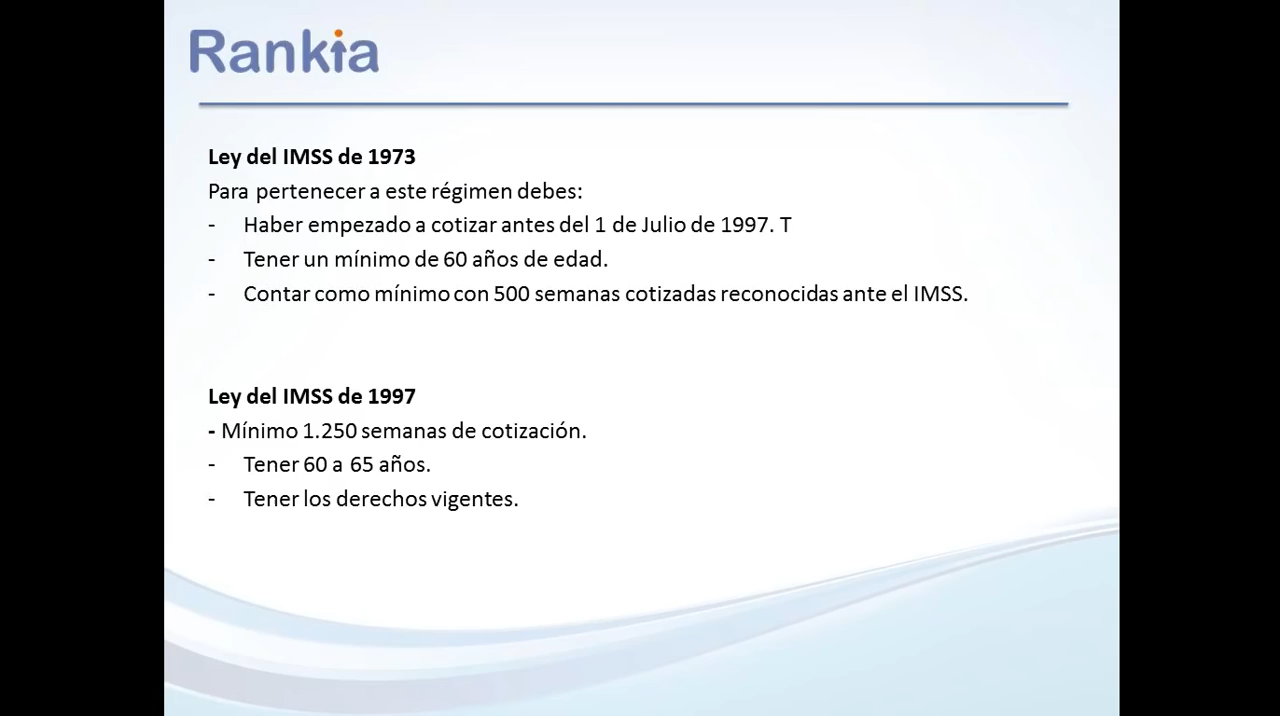 Rankia
Ley del IMSS de 1973
Para pertenecer a este régimen debes:
- Haber empezado a cotizar antes del 1 de Julio de 1997. T
- Tener un mínimo de 60 años de edad.
- Contar como mínimo con 500 semanas cotizadas reconocidas ante el IMSS.
Ley del IMSS de 1997
- Mínimo 1.250 semanas de cotización.
- Tener 60 a 65 años.
- Tener los derechos vigentes.